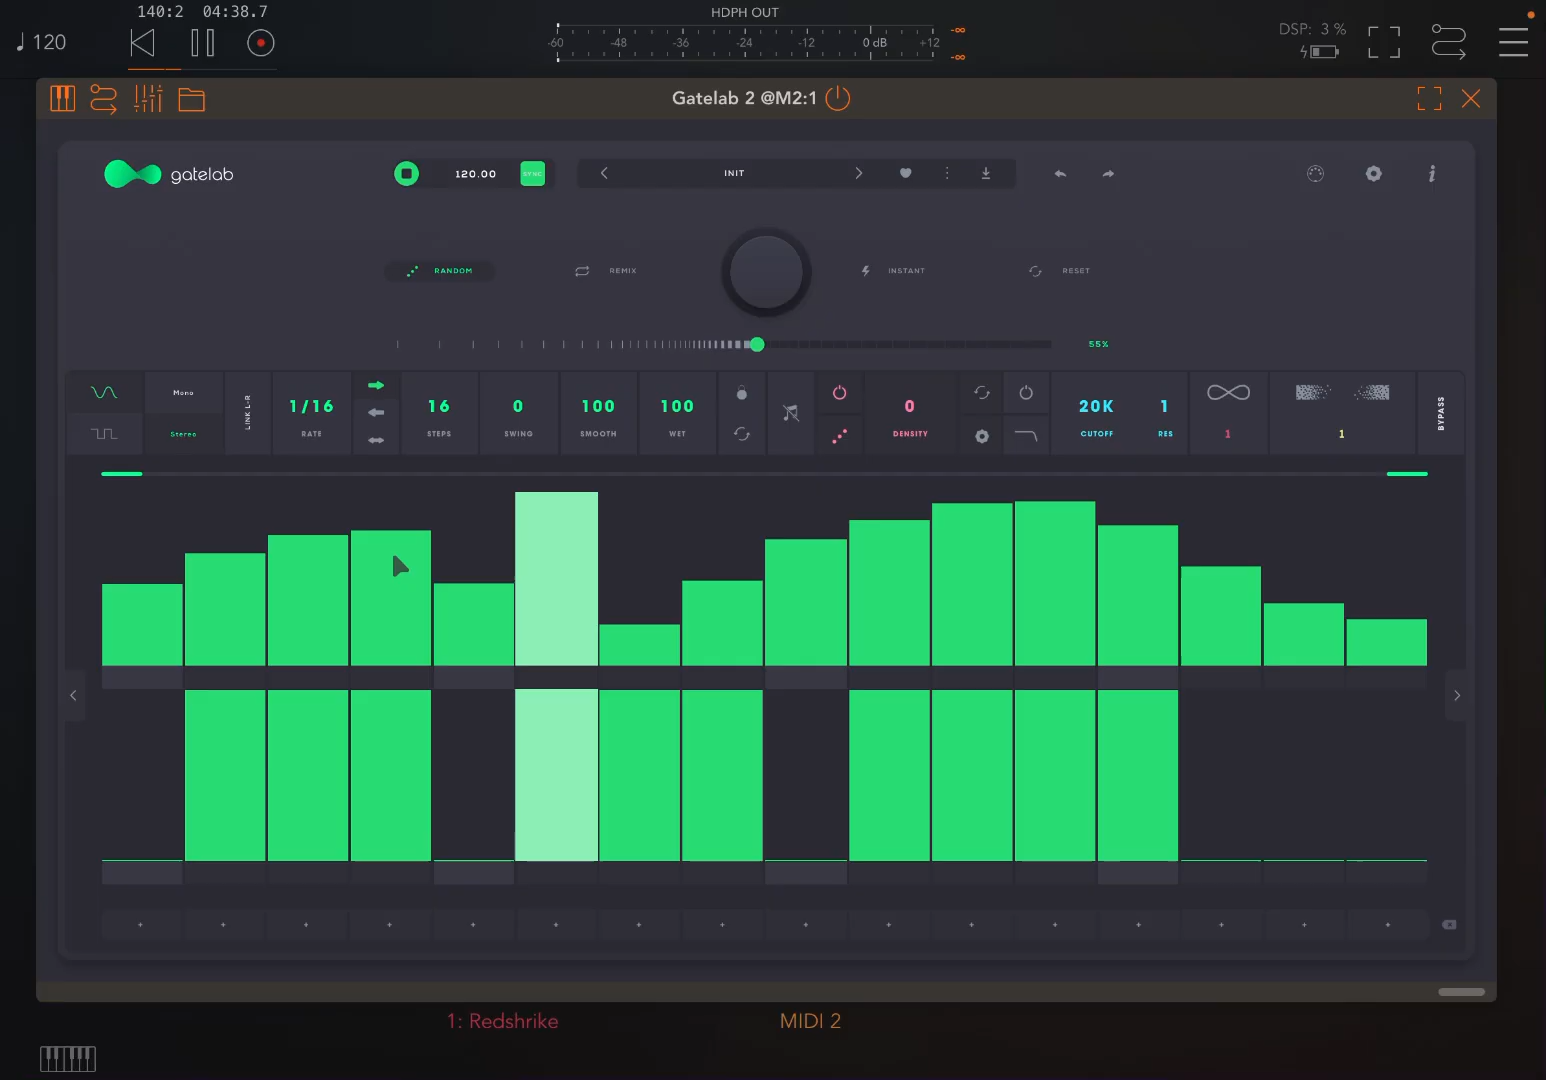 140:2 04:38.7
HDPH OUT
120
-60 -48 -36 -24 -12 0 dB +12
-∞
-∞
DSP: 3 %
Gatelab 2 @M2:1
gatelab
120.00 SYNC
INIT
i
RANDOM
REMIX
INSTANT
RESET
55%
Mono
Stereo
LINK L-R
1/16
RATE
16
STEPS
0
SWING
100
SMOOTH
100
WET
0
DENSITY
20K
CUTOFF
1
RES
1
1
BYPASS
+ + + + + + + + + + + + + + + +
1: Redshrike
MIDI 2